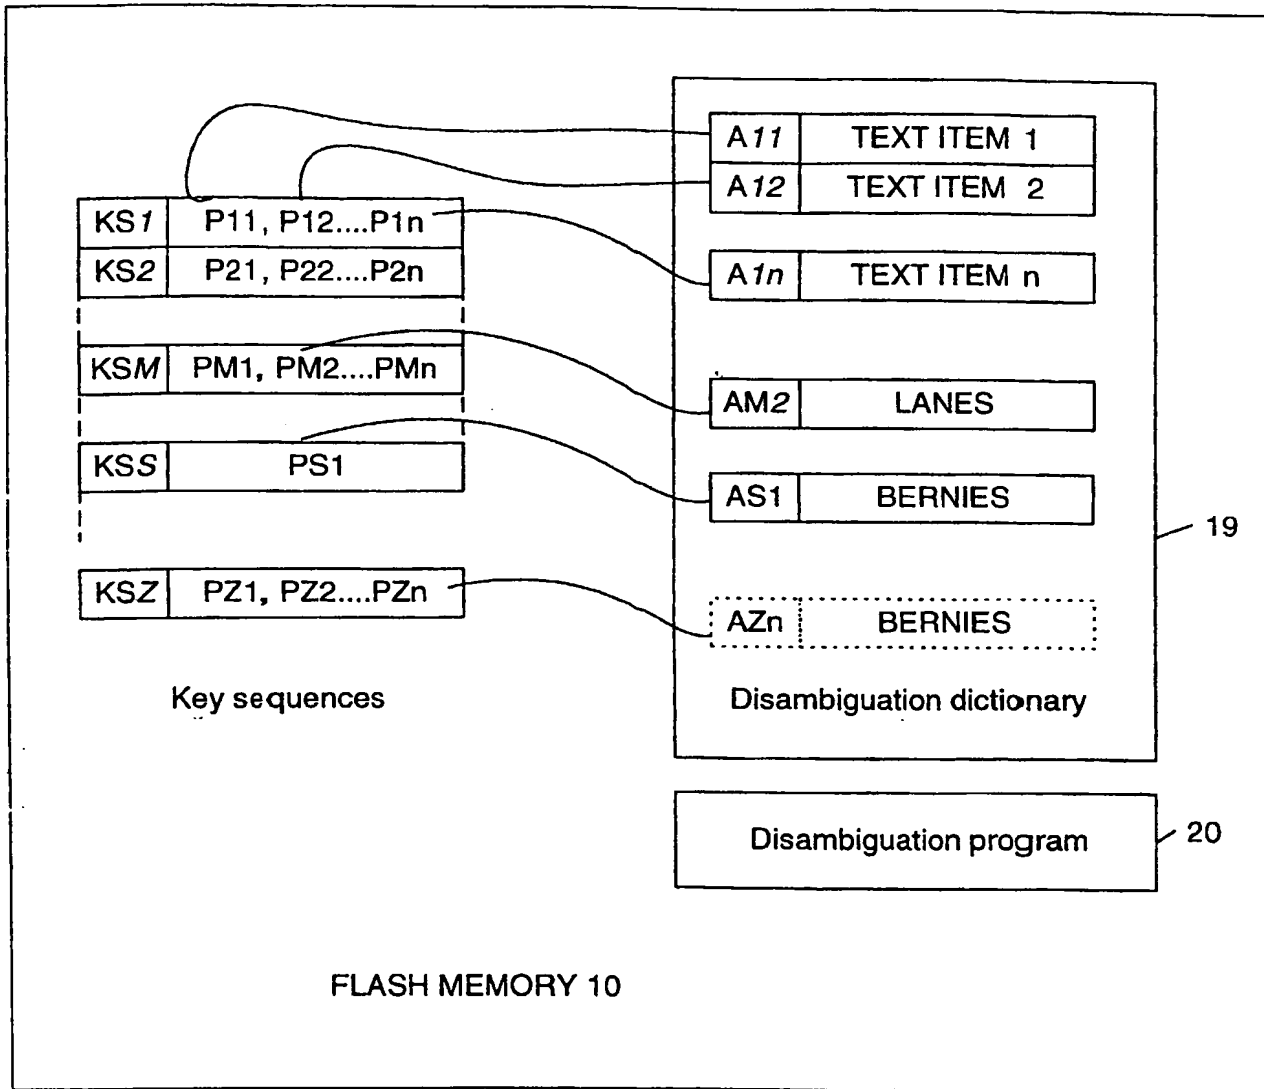 A11 TEXT ITEM 1
A12 TEXT ITEM 2
KS1 P11, P12....P1n
KS2 P21, P22....P2n
A1n TEXT ITEM n
KSM PM1, PM2....PMn
AM2 LANES
KSS PS1
AS1 BERNIES
19
KSZ PZ1, PZ2....PZn
AZn BERNIES
Key sequences
Disambiguation dictionary
Disambiguation program
20
FLASH MEMORY 10